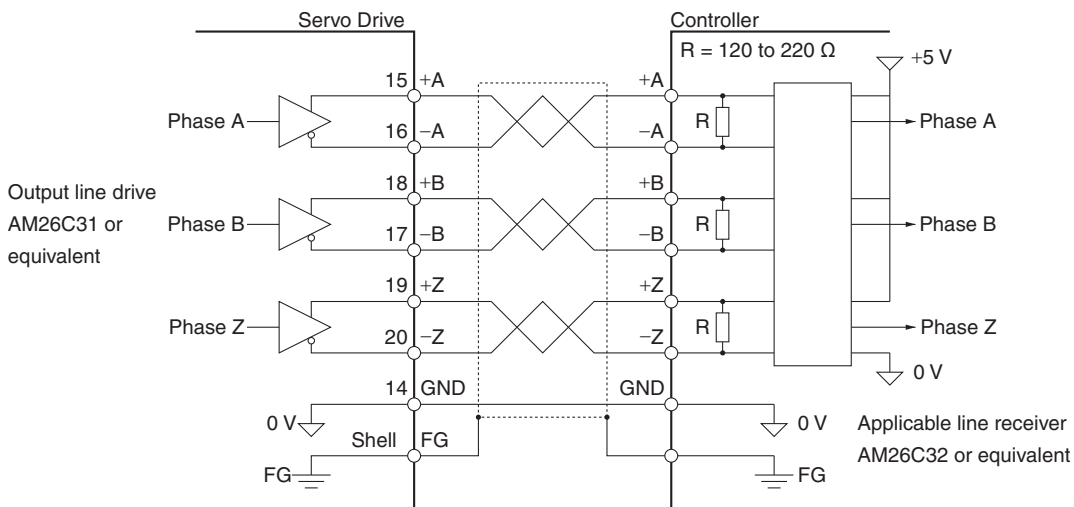 Servo Drive
Controller
R = 120 to 220 Ω
+5 V
15 +A
+A
Phase A
R
Phase A
16 −A
−A
Output line drive
AM26C31 or
equivalent
18 +B
+B
Phase B
R
Phase B
17 −B
−B
19 +Z
+Z
Phase Z
R
Phase Z
20 −Z
−Z
0 V
14 GND
GND
0 V
0 V
Applicable line receiver
AM26C32 or equivalent
Shell FG
FG
FG